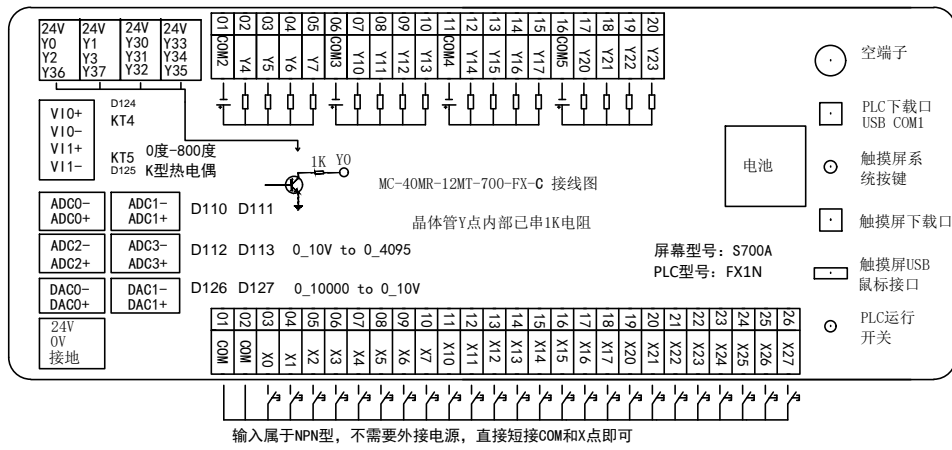 24V 24V 24V 24V
Y0 Y1 Y30 Y33
Y2 Y3 Y31 Y34
Y36 Y37 Y32 Y35
01 02 03 04 05 06 07 08 09 10 11 12 13 14 15 16 17 18 19 20
COM2 Y4 Y5 Y6 Y7 COM3 Y10 Y11 Y12 Y13 COM4 Y14 Y15 Y16 Y17 COM5 Y20 Y21 Y22 Y23
空端子
VI0+
VI0-
VI1+
VI1-
D124
KT4
KT5 0度-800度
D125 K型热电偶
1K Y0
MC-40MR-12MT-700-FX-C 接线图
晶体管Y点内部已串1K电阻
电池
PLC下载口
USB COM1
触摸屏系
统按键
触摸屏下载口
触摸屏USB
鼠标接口
PLC运行
开关
ADC0- ADC1-
ADC0+ ADC1+
D110 D111
ADC2- ADC3-
ADC2+ ADC3+
D112 D113 0_10V to 0_4095
DAC0- DAC1-
DAC0+ DAC1+
D126 D127 0_10000 to 0_10V
屏幕型号：S700A
PLC型号：FX1N
24V
0V
接地
01 02 03 04 05 06 07 08 09 10 11 12 13 14 15 16 17 18 19 20 21 22 23 24 25 26
COM COM X0 X1 X2 X3 X4 X5 X6 X7 X10 X11 X12 X13 X14 X15 X16 X17 X20 X21 X22 X23 X24 X25 X26 X27
输入属于NPN型，不需要外接电源，直接短接COM和X点即可